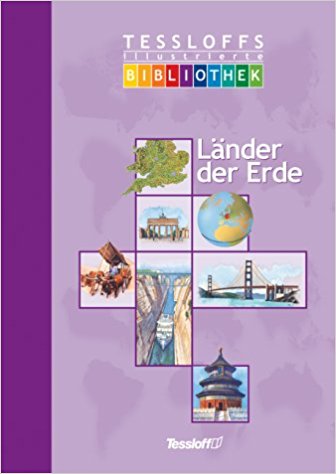 TESSLOFFS
illustrierte
BIBLIOTHEK
Länder
der Erde
Tessloff